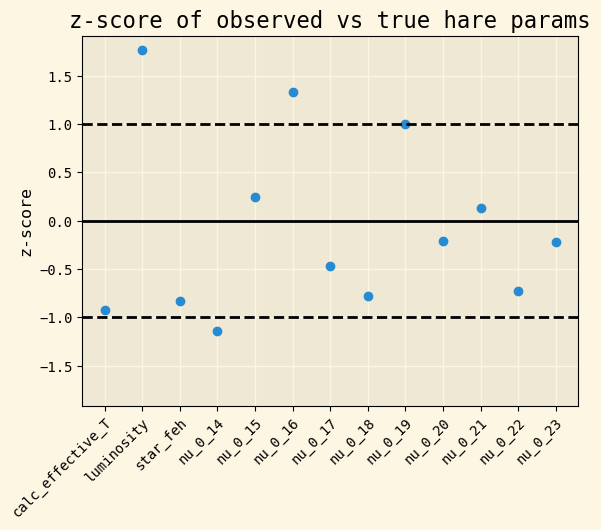 z-score of observed vs true hare params
z-score
1.5
1.0
0.5
0.0
−0.5
−1.0
−1.5
calc_effective_T
luminosity
star_feh
nu_0_14
nu_0_15
nu_0_16
nu_0_17
nu_0_18
nu_0_19
nu_0_20
nu_0_21
nu_0_22
nu_0_23